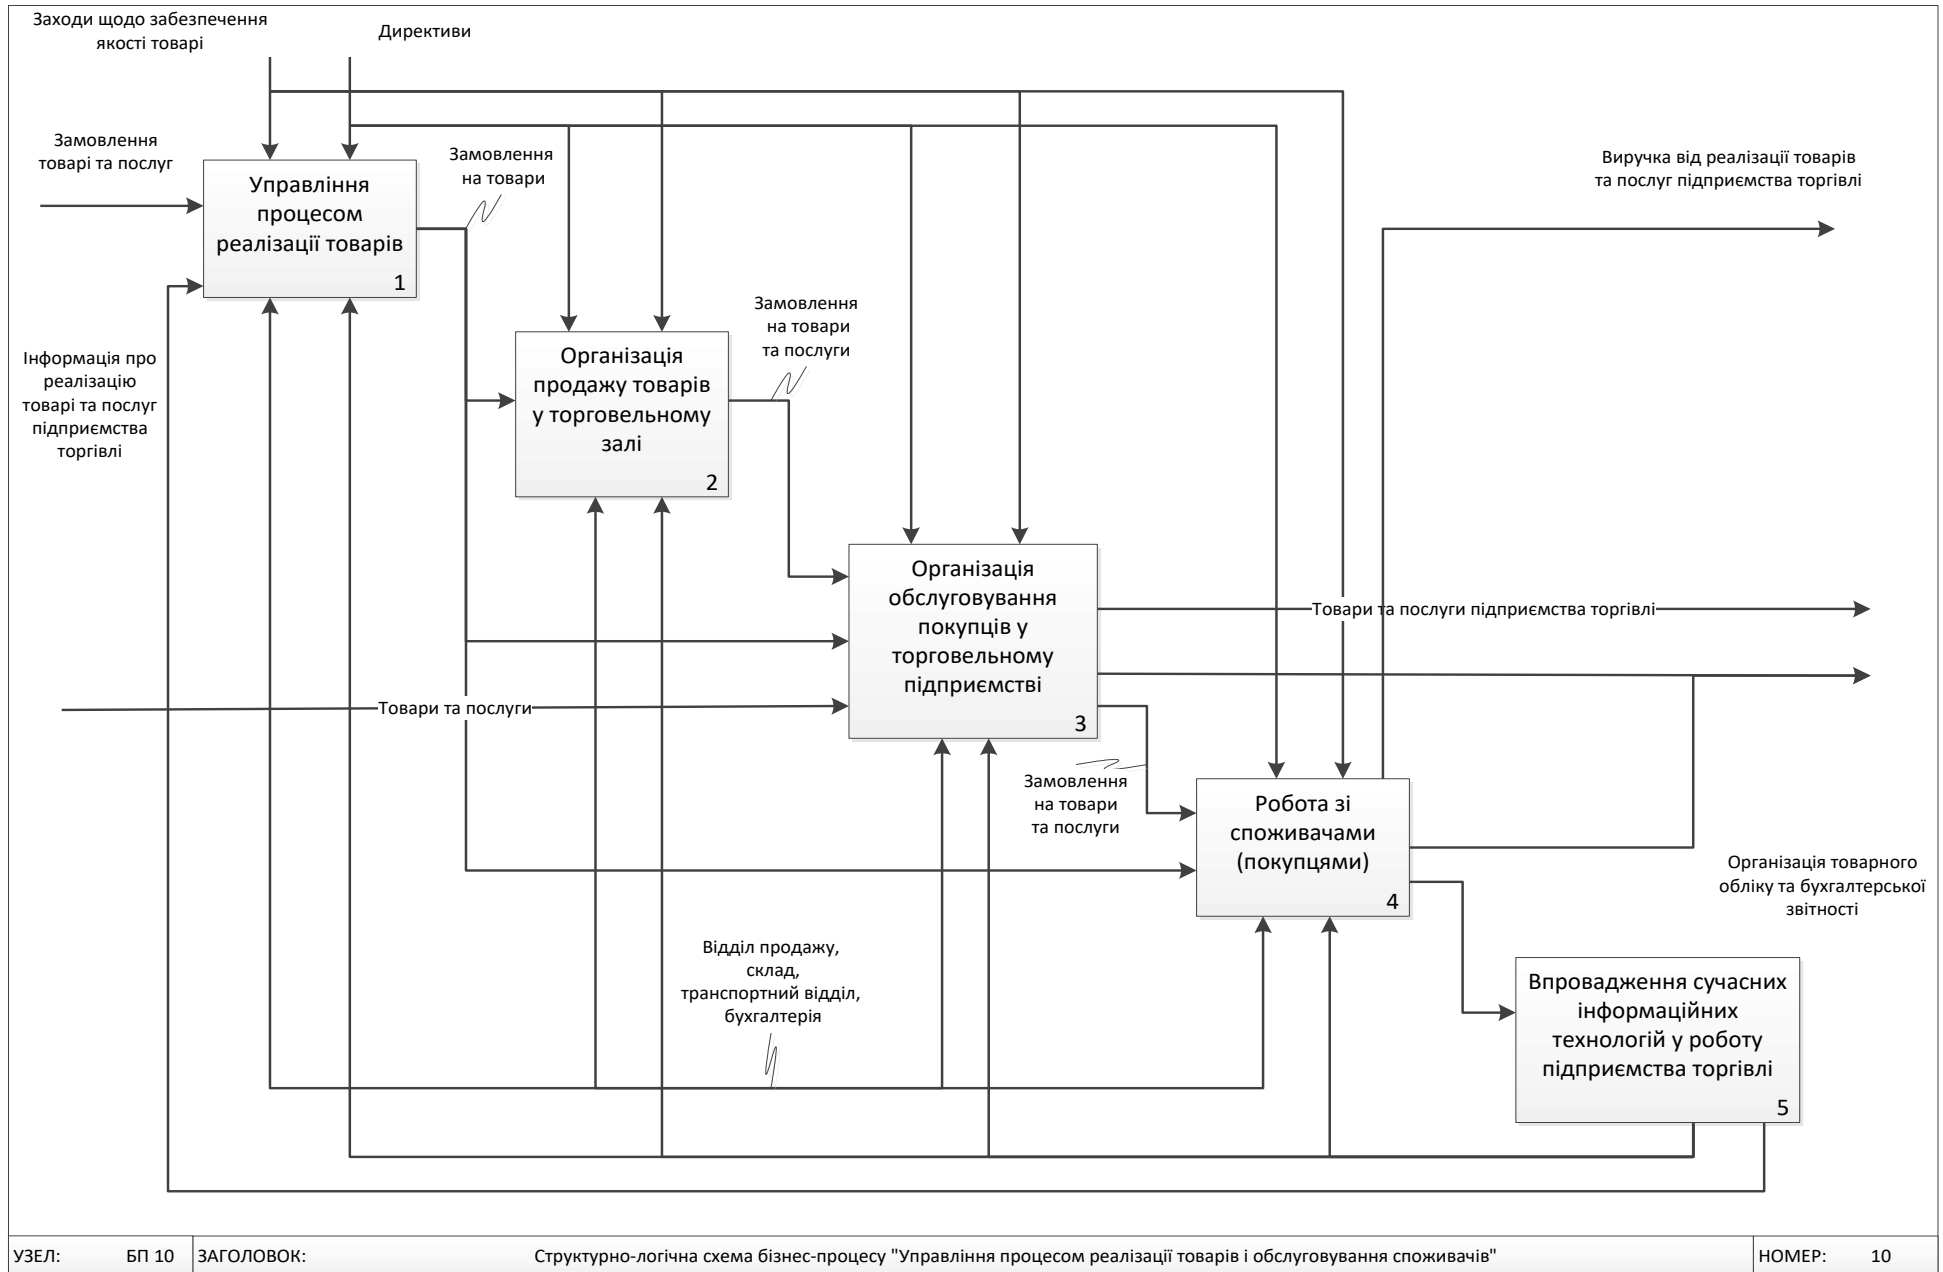 Заходи щодо забезпечення
якості товарі
Директиви
Замовлення
товарі та послуг
Замовлення
на товари
Виручка від реалізації товарів
та послуг підприємства торгівлі
Управління
процесом
реалізації товарів
1
Замовлення
на товари
та послуги
Інформація про
реалізацію
товарі та послуг
підприємства
торгівлі
Організація
продажу товарів
у торговельному
залі
2
Організація
обслуговування
покупців у
торговельному
підприємстві
3
Товари та послуги підприємства торгівлі
Товари та послуги
Замовлення
на товари
та послуги
Робота зі
споживачами
(покупцями)
4
Організація товарного
обліку та бухгалтерської
звітності
Відділ продажу,
склад,
транспортний відділ,
бухгалтерія
Впровадження сучасних
інформаційних
технологій у роботу
підприємства торгівлі
5
УЗЕЛ: БП 10 ЗАГОЛОВОК: Структурно-логічна схема бізнес-процесу "Управління процесом реалізації товарів і обслуговування споживачів" НОМЕР: 10